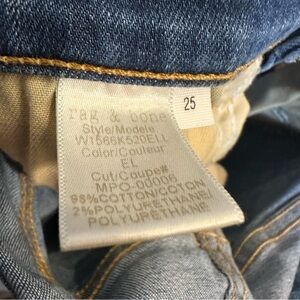 rag & bone
25
Style/Modele
W1566K520ELL
Color/Couleur
EL
Cut/Coupe#
MPO-00006
98%COTTON/COTON
2%POLYURETHANE/
POLYURETHANE